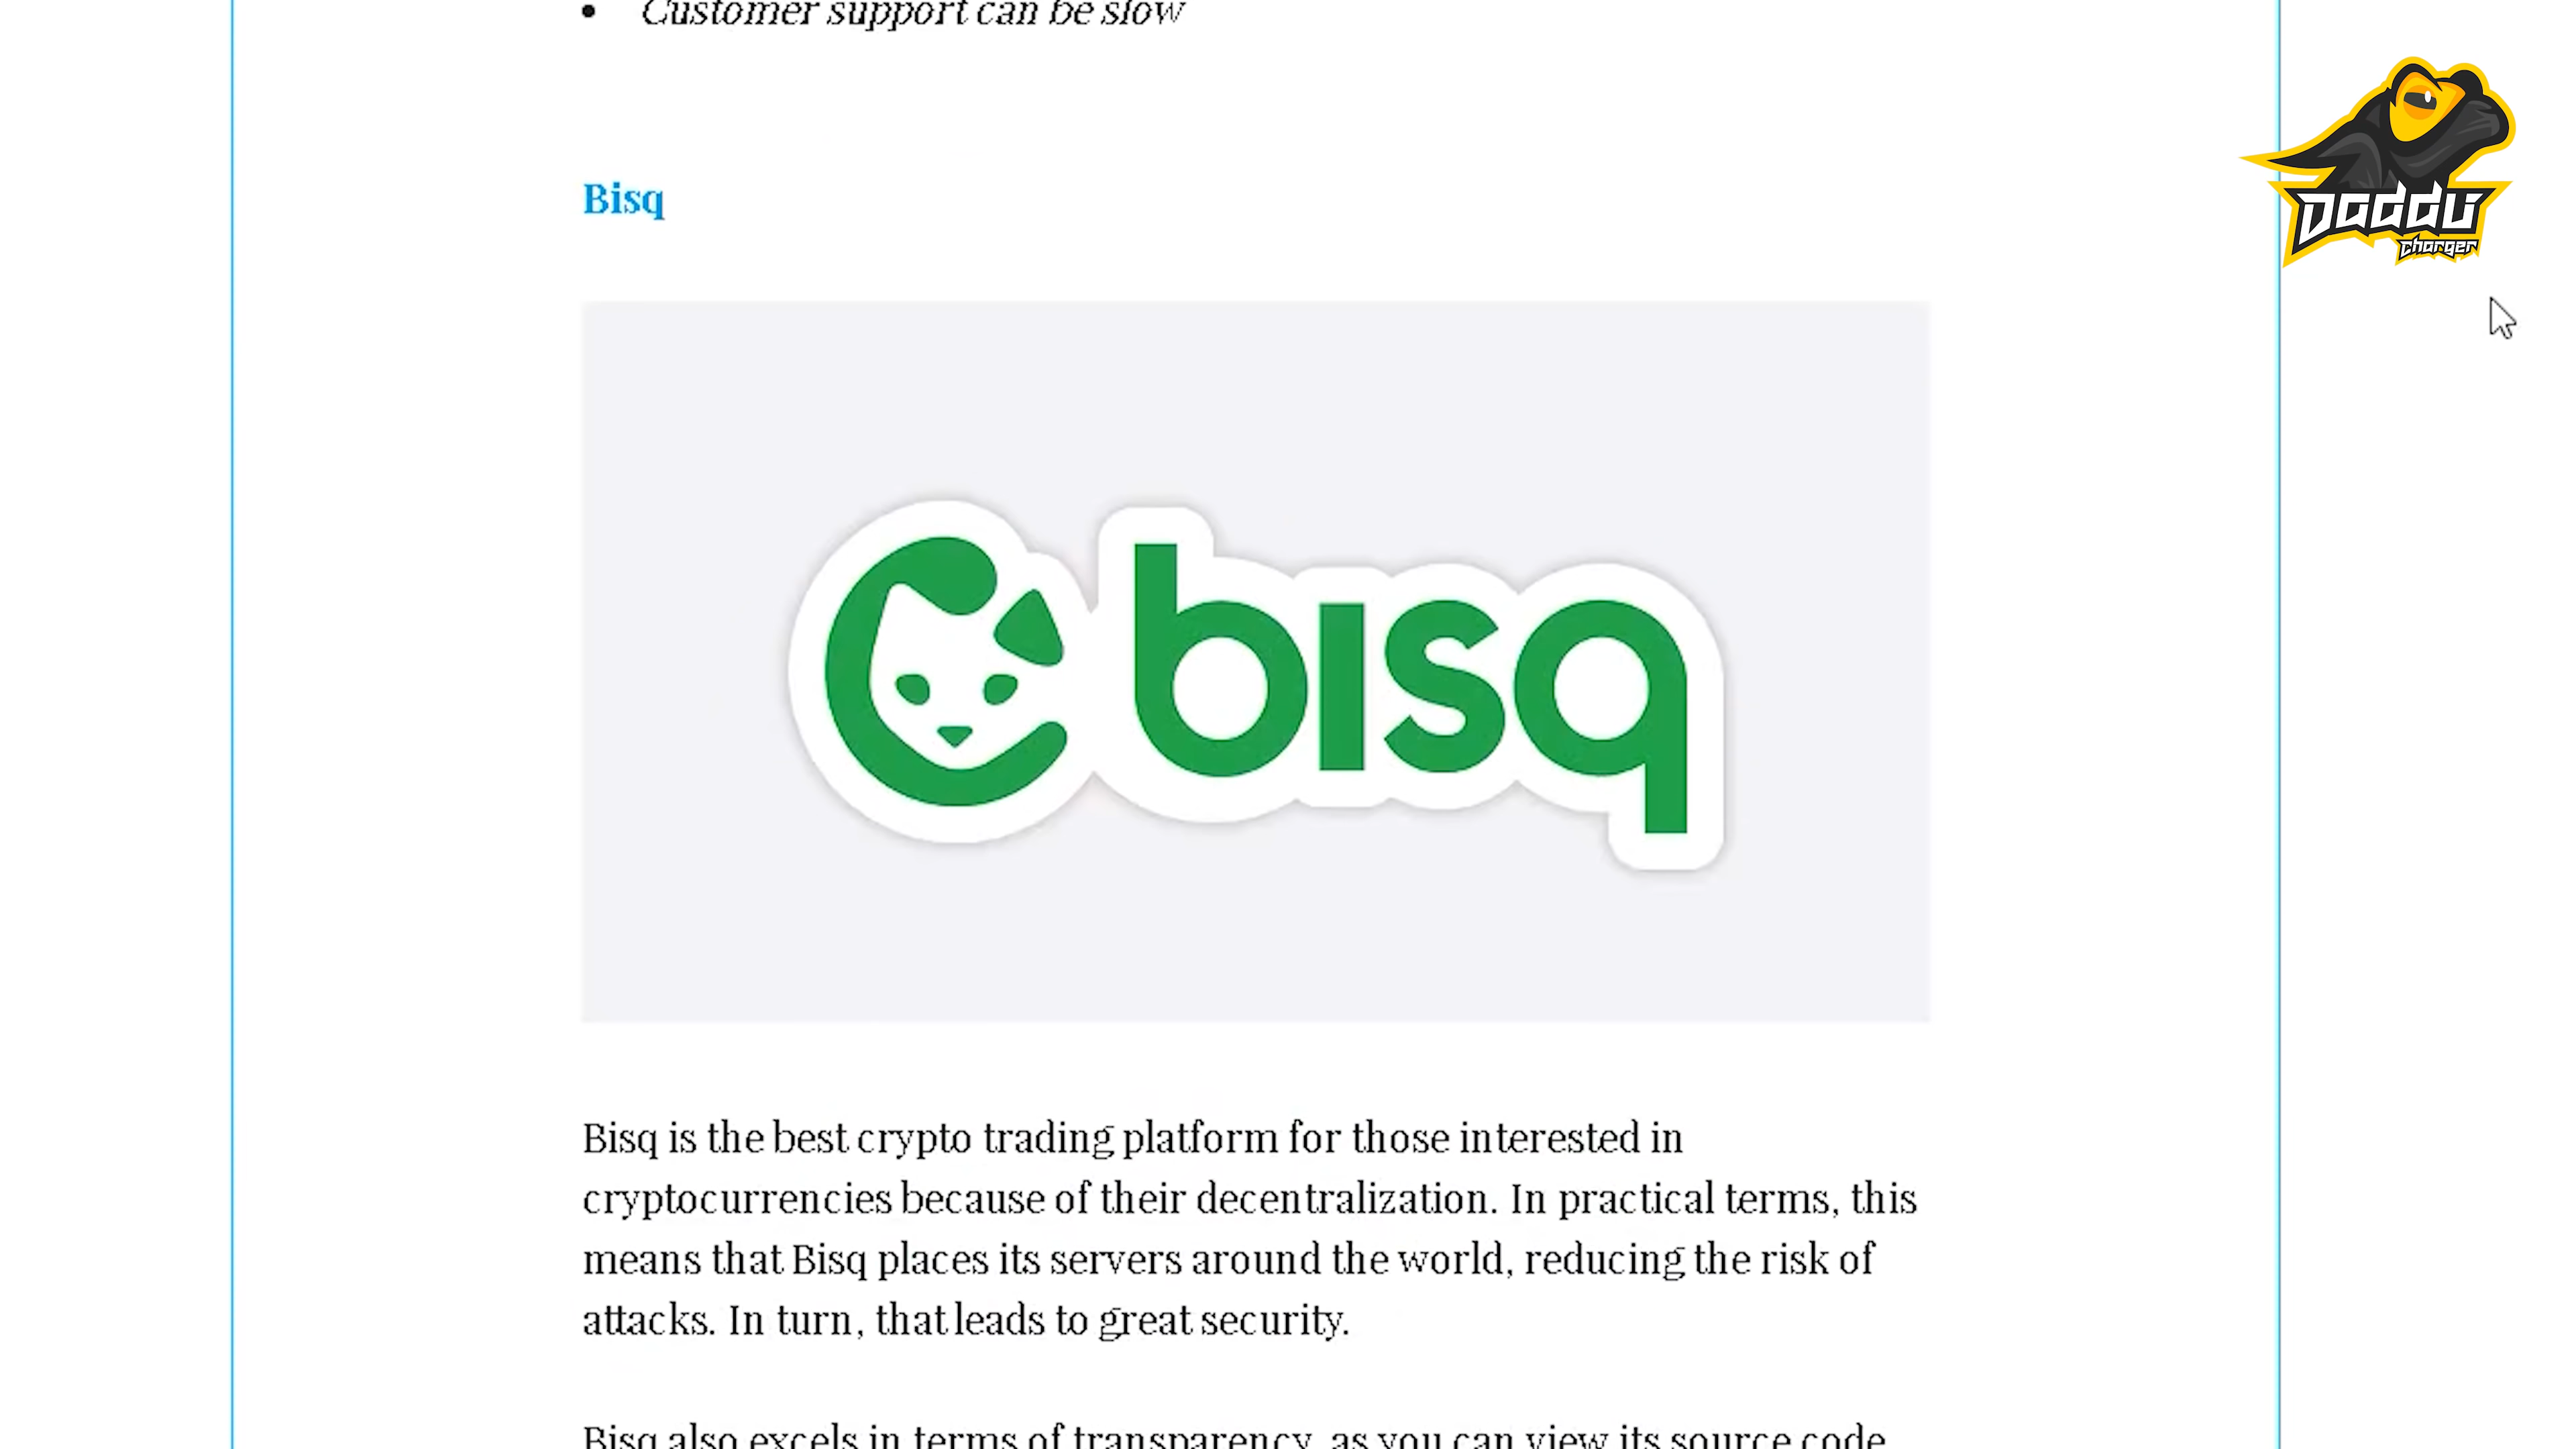 Customer support can be slow
Daddu
charger
Bisq
bisq
Bisq is the best crypto trading platform for those interested in
cryptocurrencies because of their decentralization. In practical terms, this
means that Bisq places its servers around the world, reducing the risk of
attacks. In turn, that leads to great security.
Bisq also excels in terms of transparency, as you can view its source code